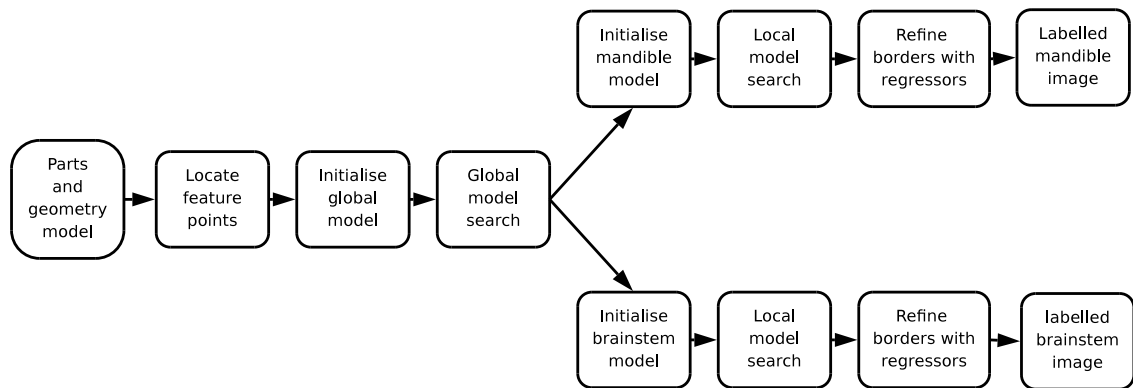 Parts
and
geometry
model
Locate
feature
points
Initialise
global
model
Global
model
search
Initialise
mandible
model
Local
model
search
Refine
borders with
regressors
Labelled
mandible
image
Initialise
brainstem
model
Local
model
search
Refine
borders with
regressors
labelled
brainstem
image